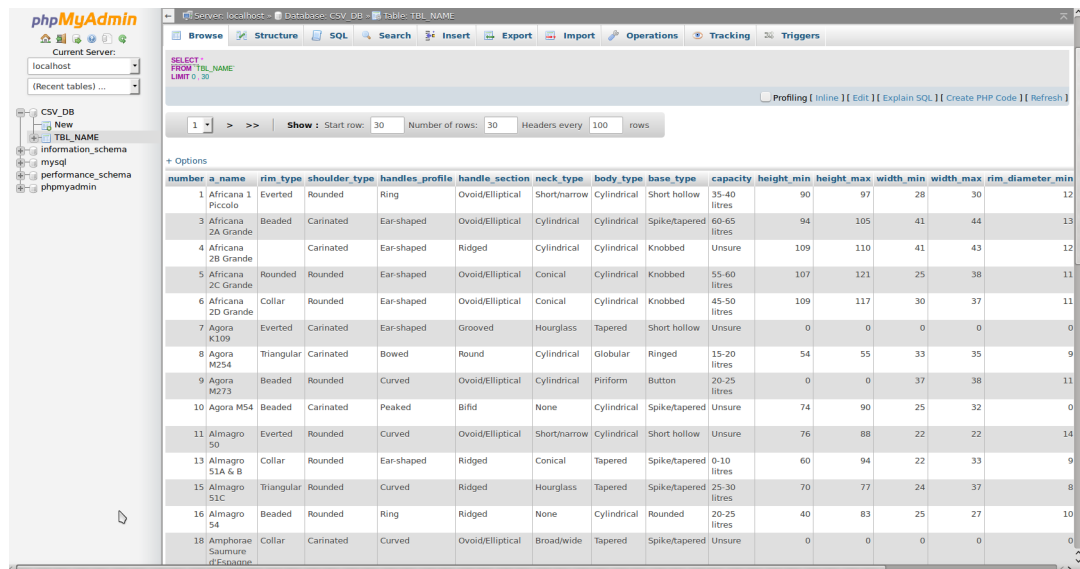 phpMyAdmin
Current Server:
localhost
(Recent tables) ...
CSV_DB
New
TBL_NAME
information_schema
mysql
performance_schema
phpmyadmin
Server: localhost » Database: CSV_DB » Table: TBL_NAME
Browse Structure SQL Search Insert Export Import Operations Tracking Triggers
SELECT *
FROM `TBL_NAME`
LIMIT 0 , 30
Profiling [ Inline ] [ Edit ] [ Explain SQL ] [ Create PHP Code ] [ Refresh ]
1 > >> Show : Start row: 30 Number of rows: 30 Headers every 100 rows
+ Options
number a_name rim_type shoulder_type handles_profile handle_section neck_type body_type base_type capacity height_min height_max width_min width_max rim_diameter_min
1 Africana 1 Everted Rounded Ring Ovoid/Elliptical Short/narrow Cylindrical Short hollow 35-40 90 97 28 30 12
Piccolo litres
3 Africana Beaded Carinated Ear-shaped Ovoid/Elliptical Cylindrical Cylindrical Spike/tapered 60-65 94 105 41 44 13
2A Grande litres
4 Africana Carinated Ear-shaped Ridged Cylindrical Cylindrical Knobbed Unsure 109 110 41 43 12
2B Grande
5 Africana Rounded Rounded Ear-shaped Ovoid/Elliptical Conical Cylindrical Knobbed 55-60 107 121 25 38 11
2C Grande litres
6 Africana Collar Rounded Ear-shaped Ovoid/Elliptical Conical Cylindrical Knobbed 45-50 109 117 30 37 11
2D Grande litres
7 Agora Everted Carinated Ear-shaped Grooved Hourglass Tapered Short hollow Unsure 0 0 0 0 0
K109
8 Agora Triangular Carinated Bowed Round Cylindrical Globular Ringed 15-20 54 55 33 35 9
M254 litres
9 Agora Beaded Rounded Curved Ovoid/Elliptical Cylindrical Piriform Button 20-25 0 0 37 38 11
M273 litres
10 Agora M54 Beaded Carinated Peaked Bifid None Cylindrical Spike/tapered Unsure 74 90 25 32 0
11 Almagro Everted Rounded Curved Ovoid/Elliptical Short/narrow Cylindrical Short hollow Unsure 76 88 22 22 14
50
13 Almagro Collar Rounded Ear-shaped Ridged Conical Tapered Spike/tapered 0-10 60 94 22 33 9
51A & B litres
15 Almagro Triangular Rounded Curved Ridged Hourglass Tapered Spike/tapered 25-30 70 77 24 37 8
51C litres
16 Almagro Beaded Rounded Ring Ridged None Cylindrical Rounded 20-25 40 83 25 27 10
54 litres
18 Amphorae Collar Carinated Curved Ovoid/Elliptical Broad/wide Tapered Spike/tapered Unsure 0 0 0 0 0
Saumure
d'Espagne